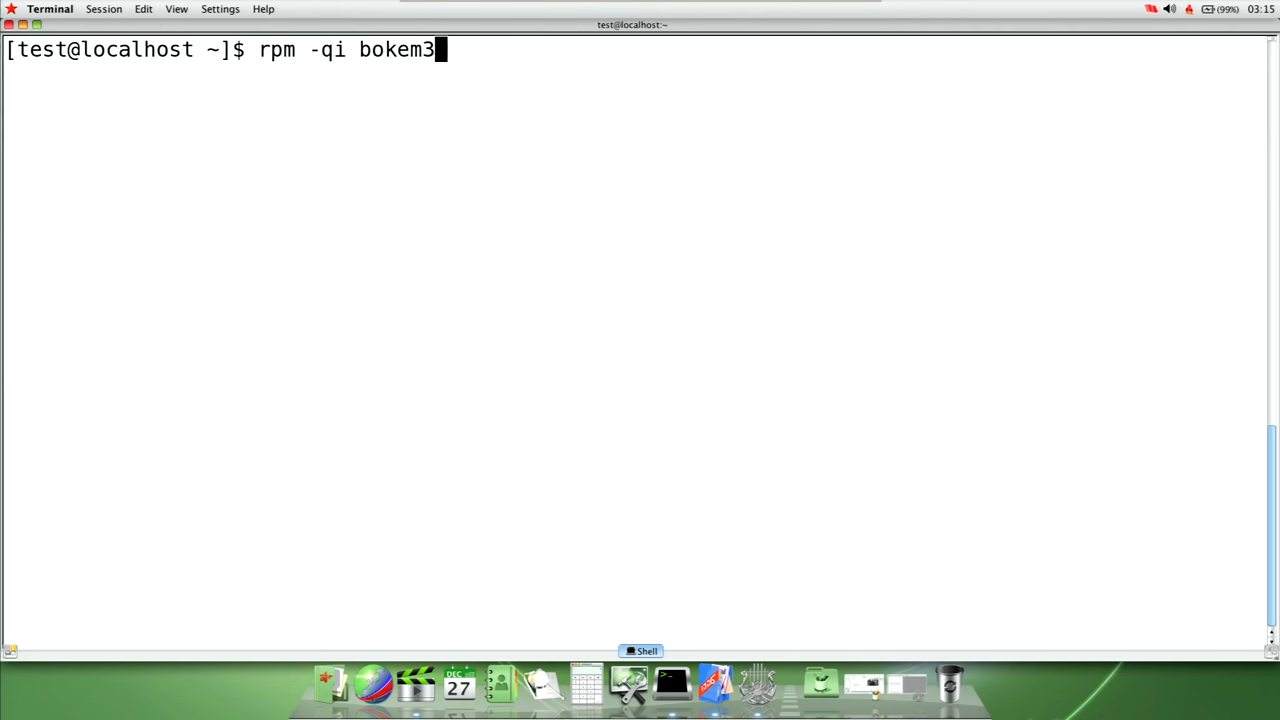 Terminal Session Edit View Settings Help (99%) 03:15
test@localhost:~
[test@localhost ~]$ rpm -qi bokem3
Shell
DEC
27